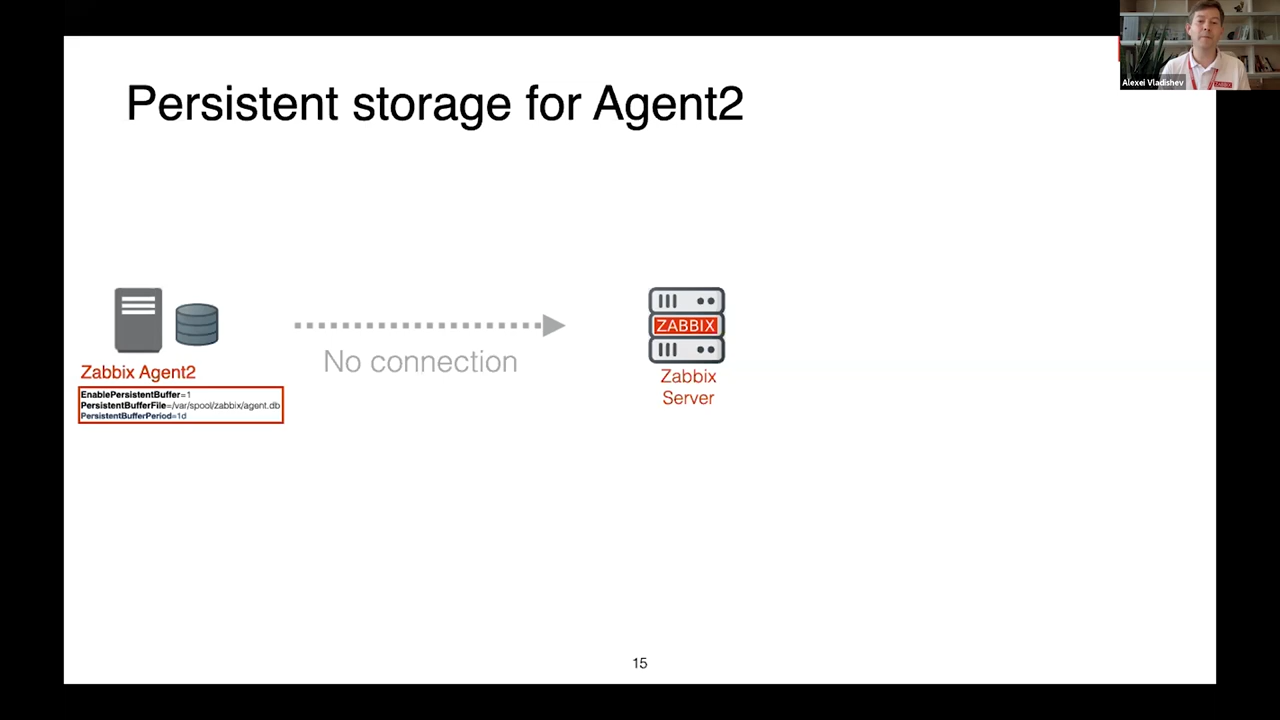 Alexei Vladishev
ZABBIX
Persistent storage for Agent2
No connection
ZABBIX
Zabbix
Server
Zabbix Agent2
EnablePersistentBuffer=1
PersistentBufferFile=/var/spool/zabbix/agent.db
PersistentBufferPeriod=1d
15